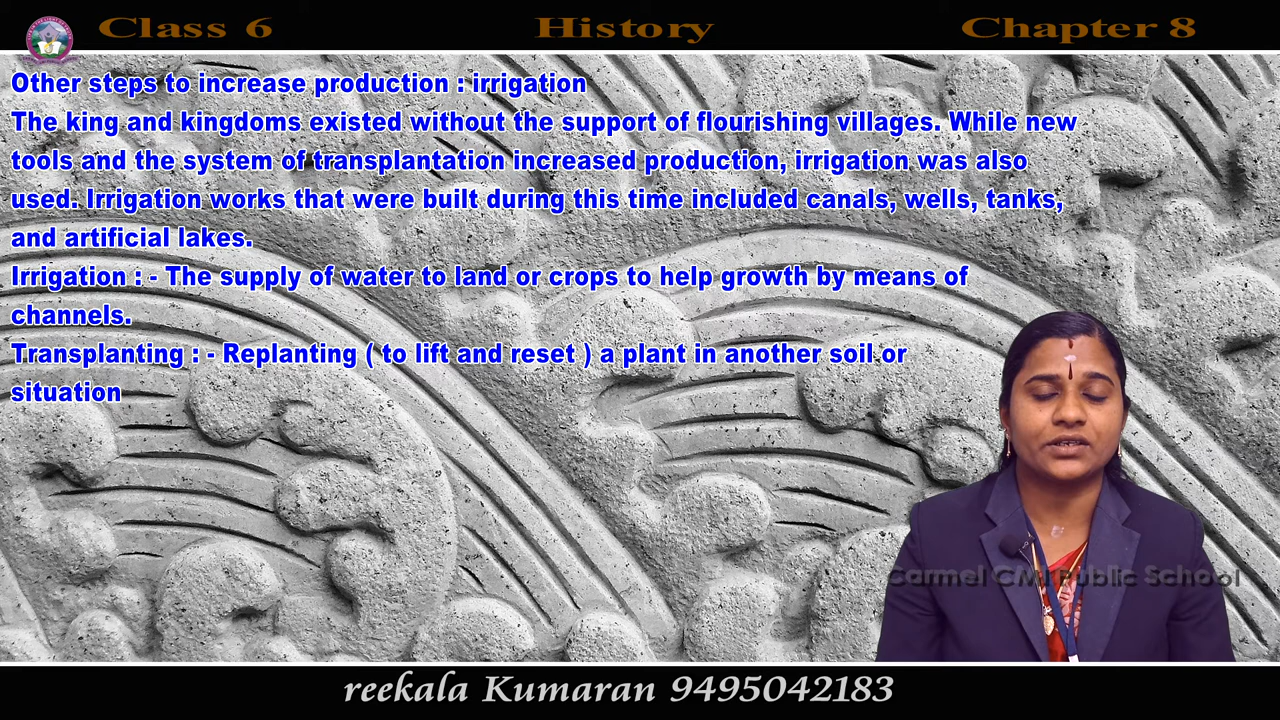 Class 6 History Chapter 8
Other steps to increase production : irrigation
The king and kingdoms existed without the support of flourishing villages. While new
tools and the system of transplantation increased production, irrigation was also
used. Irrigation works that were built during this time included canals, wells, tanks,
and artificial lakes.
Irrigation : - The supply of water to land or crops to help growth by means of
channels.
Transplanting : - Replanting ( to lift and reset ) a plant in another soil or
situation
Carmel CMI Public School
reekala Kumaran 9495042183